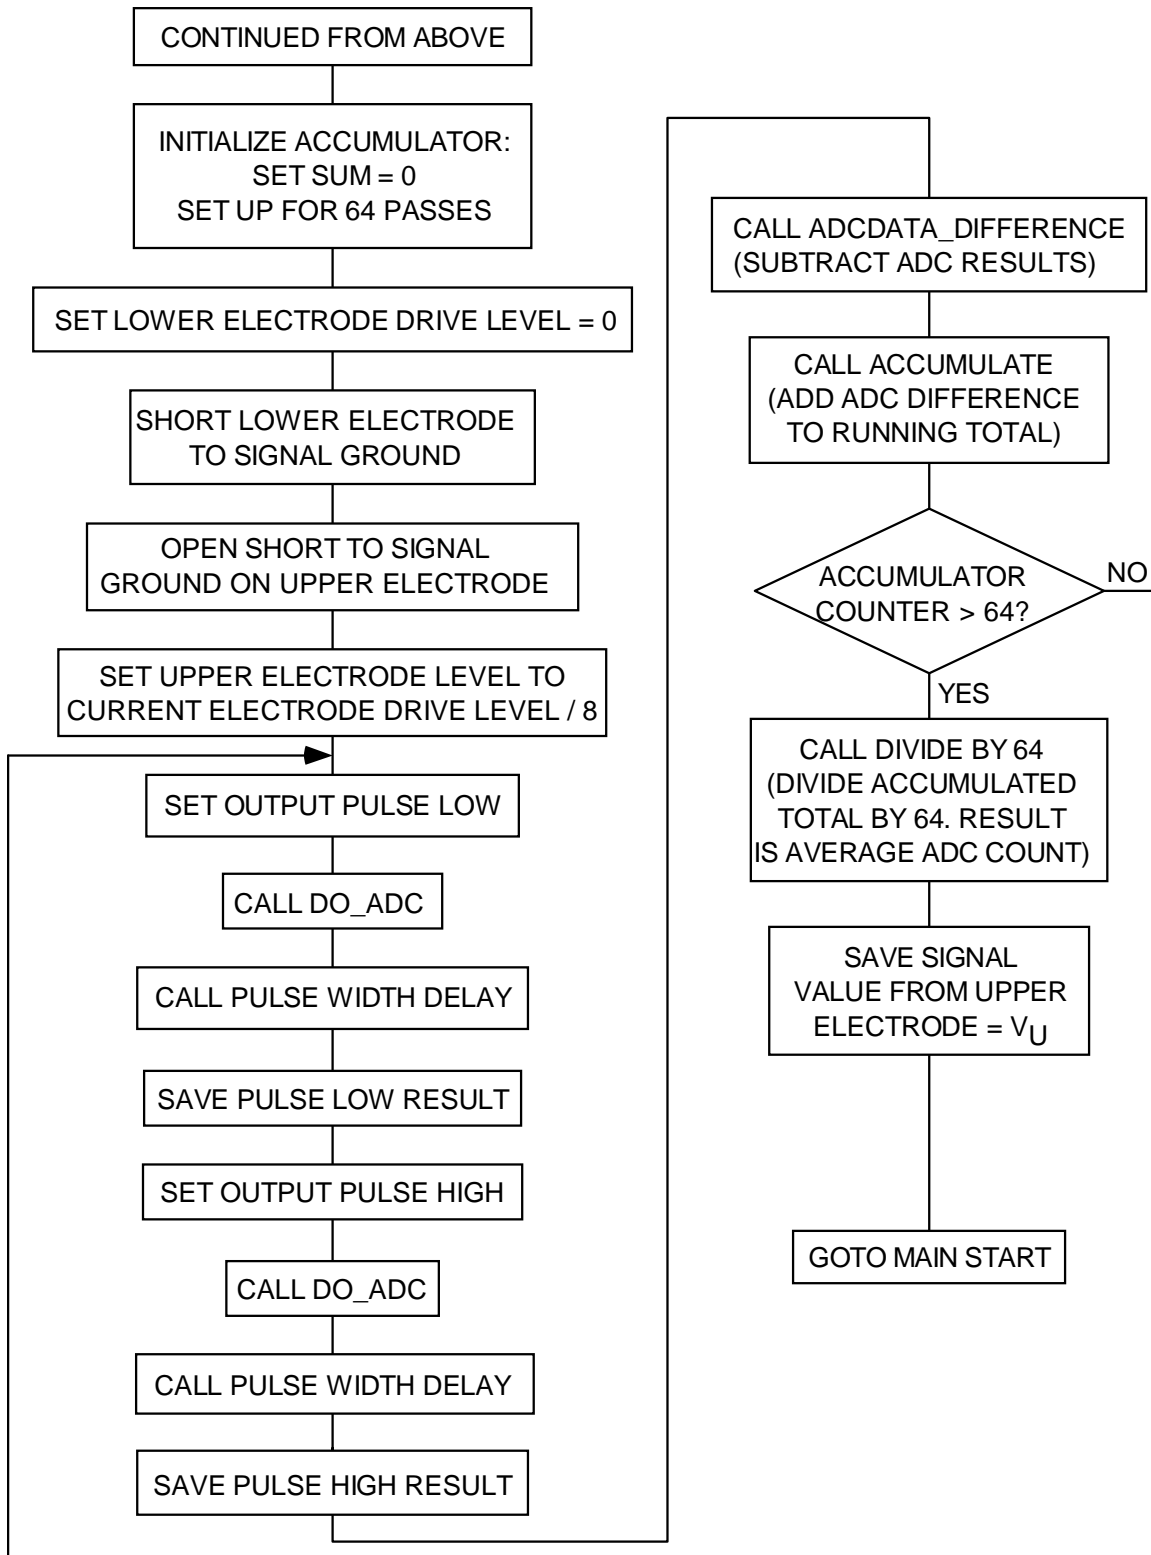 CONTINUED FROM ABOVE
INITIALIZE ACCUMULATOR:
SET SUM = 0
SET UP FOR 64 PASSES
SET LOWER ELECTRODE DRIVE LEVEL = 0
SHORT LOWER ELECTRODE
TO SIGNAL GROUND
OPEN SHORT TO SIGNAL
GROUND ON UPPER ELECTRODE
SET UPPER ELECTRODE LEVEL TO
CURRENT ELECTRODE DRIVE LEVEL / 8
SET OUTPUT PULSE LOW
CALL DO_ADC
CALL PULSE WIDTH DELAY
SAVE PULSE LOW RESULT
SET OUTPUT PULSE HIGH
CALL DO_ADC
CALL PULSE WIDTH DELAY
SAVE PULSE HIGH RESULT
CALL ADCDATA_DIFFERENCE
(SUBTRACT ADC RESULTS)
CALL ACCUMULATE
(ADD ADC DIFFERENCE
TO RUNNING TOTAL)
ACCUMULATOR
COUNTER > 64?
NO
YES
CALL DIVIDE BY 64
(DIVIDE ACCUMULATED
TOTAL BY 64. RESULT
IS AVERAGE ADC COUNT)
SAVE SIGNAL
VALUE FROM UPPER
ELECTRODE = VU
GOTO MAIN START